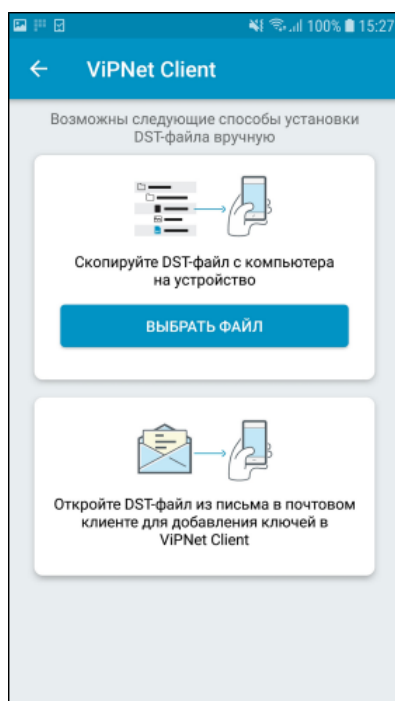 100% 15:27
ViPNet Client
Возможны следующие способы установки
DST-файла вручную
Скопируйте DST-файл с компьютера
на устройство
ВЫБРАТЬ ФАЙЛ
Откройте DST-файл из письма в почтовом
клиенте для добавления ключей в
ViPNet Client